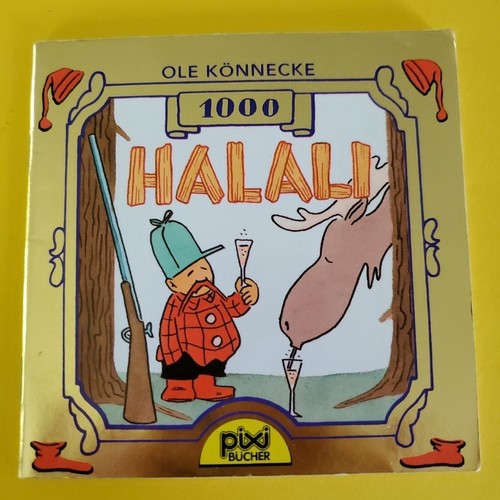 OLE KÖNNECKE
1000
HALALI
pixi
BÜCHER